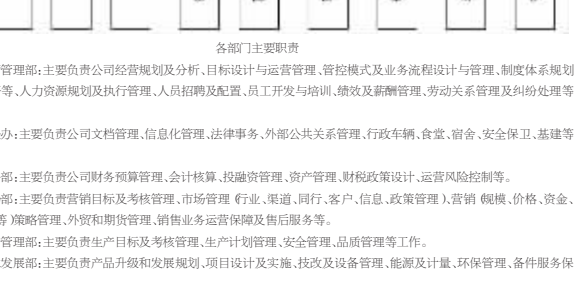 各部门主要职责
管理部:主要负责公司经营规划及分析、目标设计与运营管理、管控模式及业务流程设计与管理、制度体系规划
等、人力资源规划及执行管理、人员招聘及配置、员工开发与培训、绩效及薪酬管理、劳动关系管理及纠纷处理等
办:主要负责公司文档管理、信息化管理、法律事务、外部公共关系管理、行政车辆、食堂、宿舍、安全保卫、基建等
部:主要负责公司财务预算管理、会计核算、投融资管理、资产管理、财税政策设计、运营风险控制等。
部:主要负责营销目标及考核管理、市场管理(行业、渠道、同行、客户、信息、政策管理)、营销(规模、价格、资金、
等)策略管理、外贸和期货管理、销售业务运营保障及售后服务等。
管理部:主要负责生产目标及考核管理、生产计划管理、安全管理、品质管理等工作。
发展部:主要负责产品升级和发展规划、项目设计及实施、技改及设备管理、能源及计量、环保管理、备件服务保